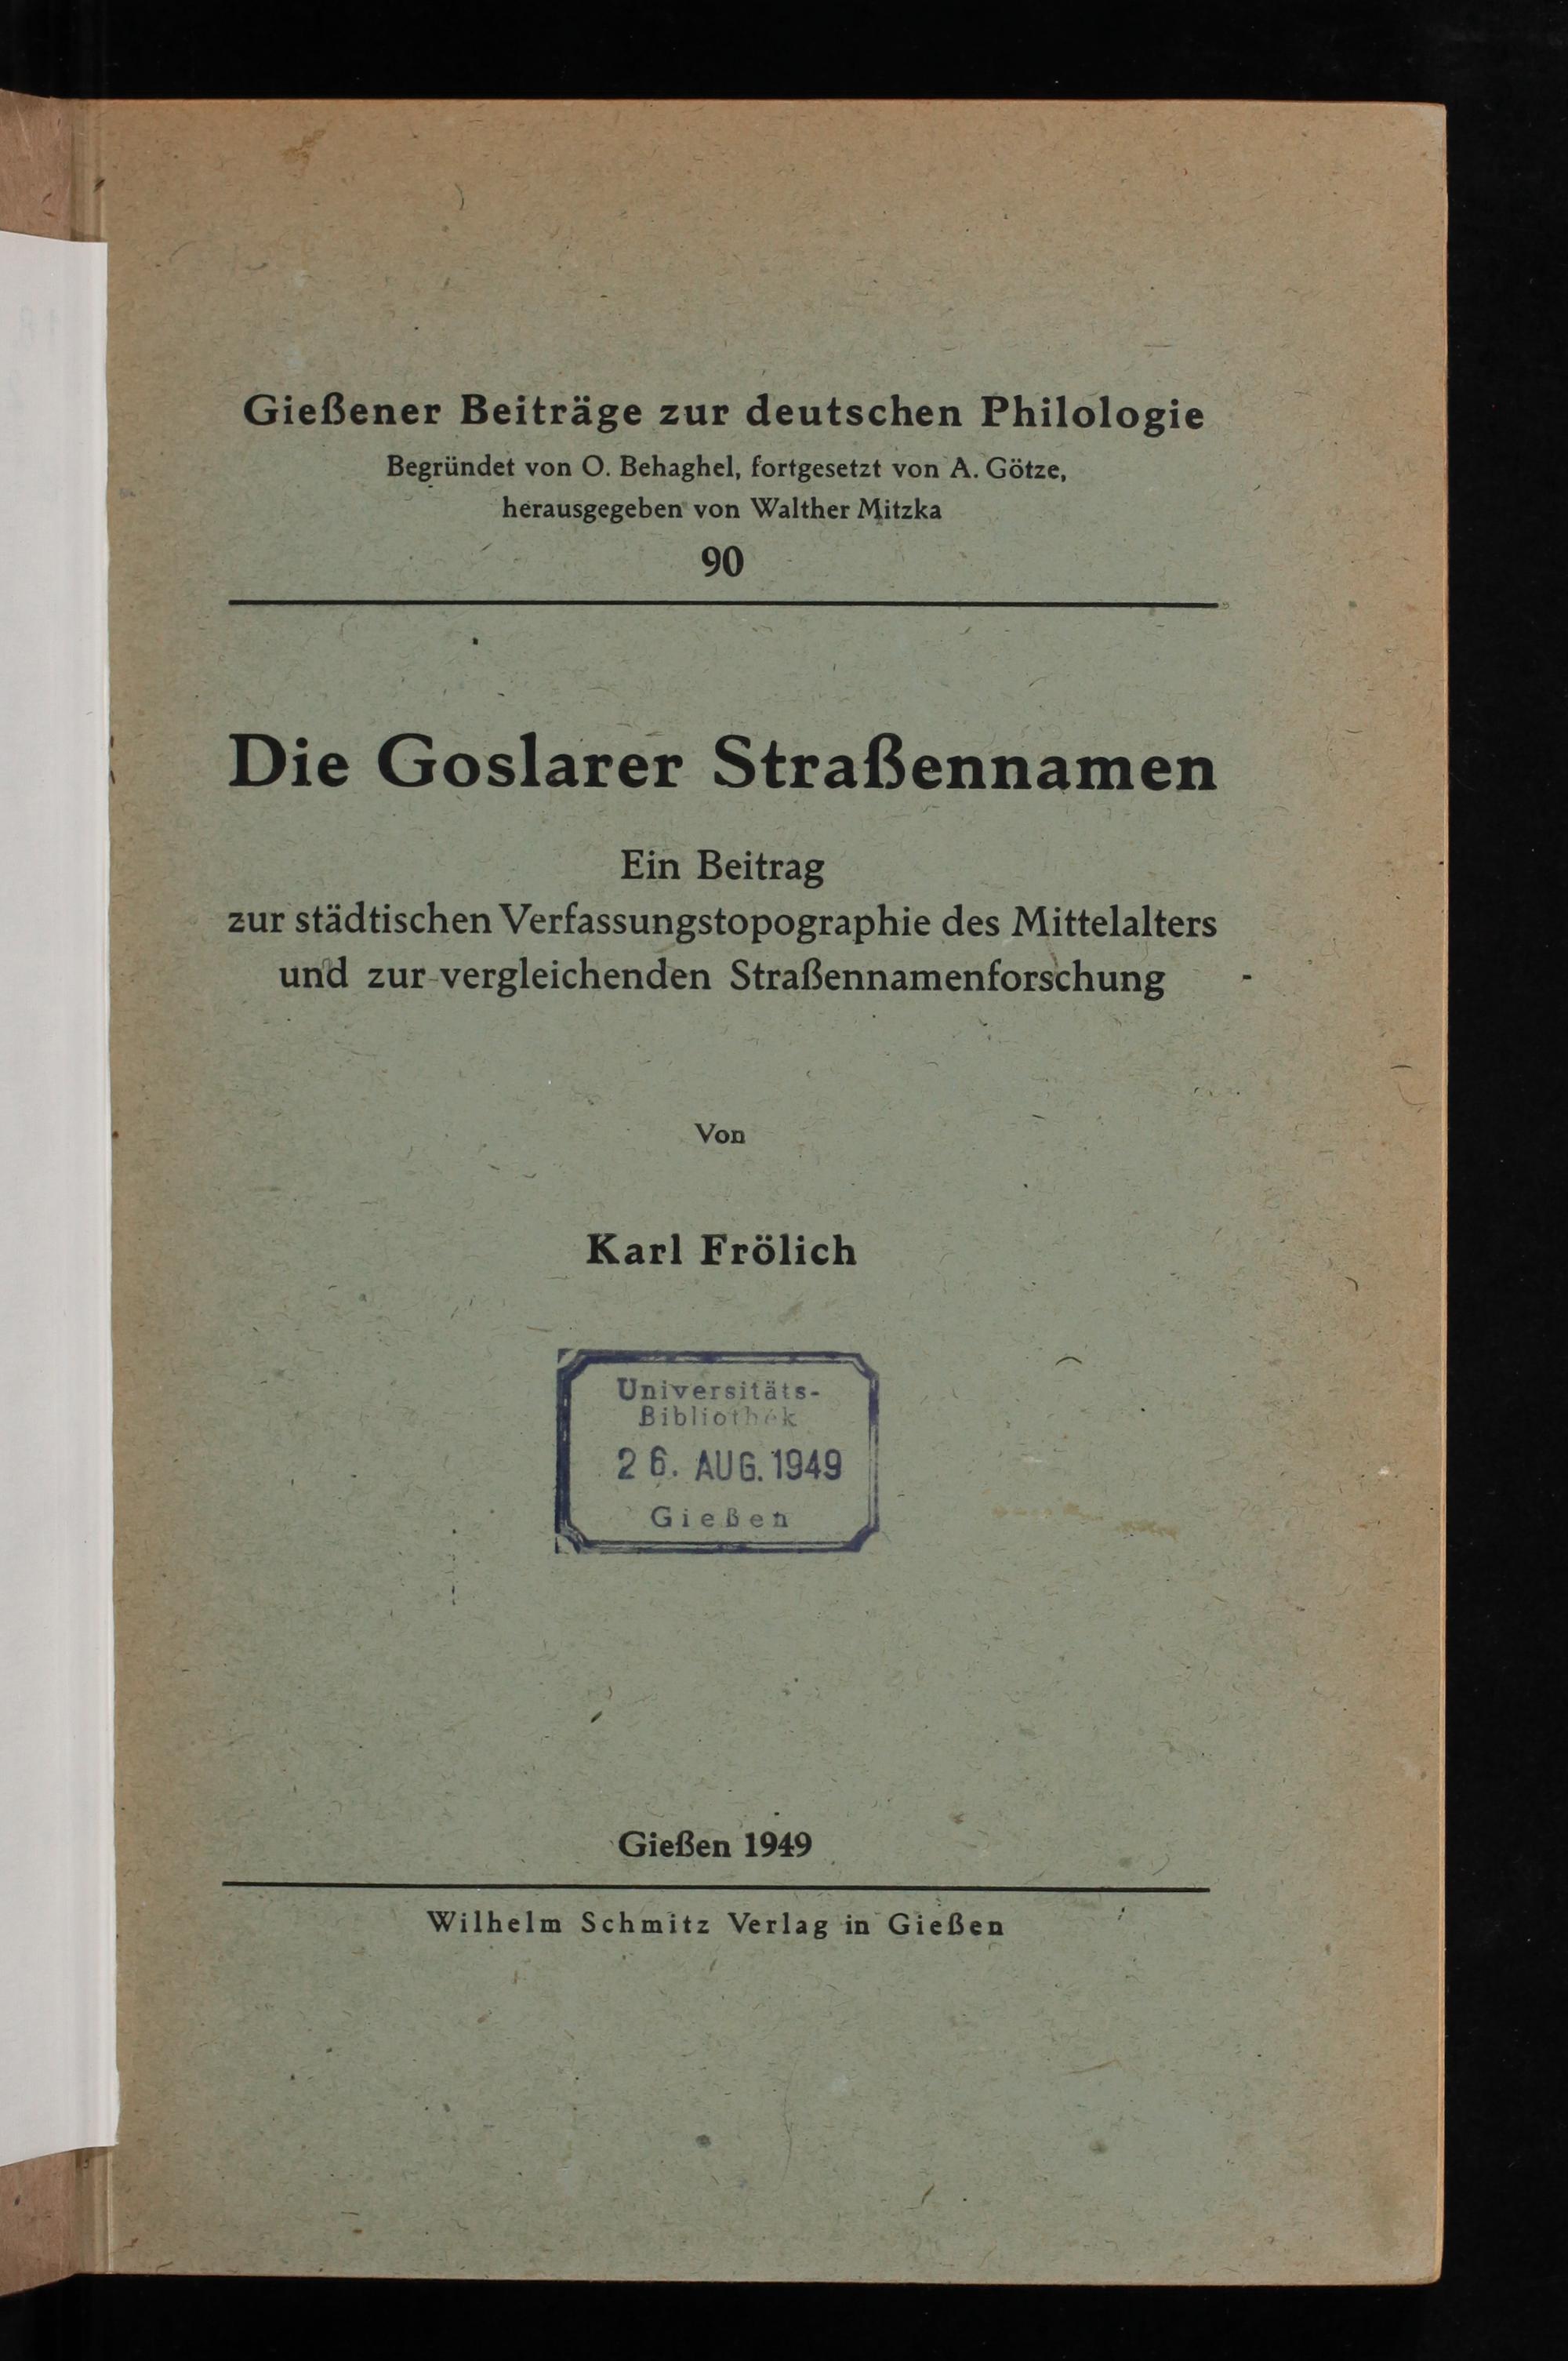 Gießener Beiträge zur deutschen Philologie
Begründet von O. Behaghel, fortgesetzt von A. Götze,
herausgegeben von Walther Mitzka
90
Die Goslarer Straßennamen
Ein Beitrag
zur städtischen Verfassungstopographie des Mittelalters
und zur vergleichenden Straßennamenforschung
Von
Karl Frölich
Universitäts-
Bibliothek
26. AUG. 1949
Gießen
Gießen 1949
Wilhelm Schmitz Verlag in Gießen